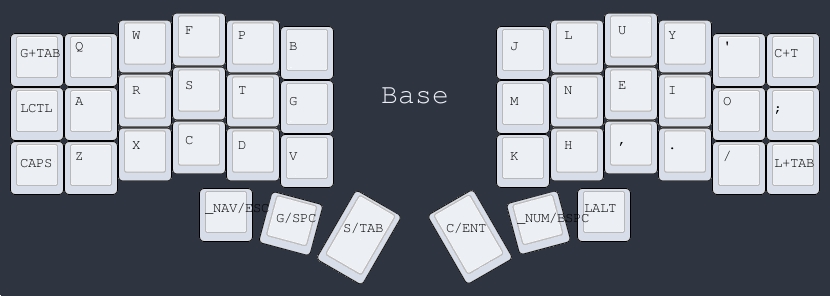 G+TAB Q W F P B J L U Y ' C+T
LCTL A R S T G Base M N E I O ;
CAPS Z X C D V K H , . / L+TAB
_NAV/ESC G/SPC S/TAB C/ENT _NUM/BSPC LALT